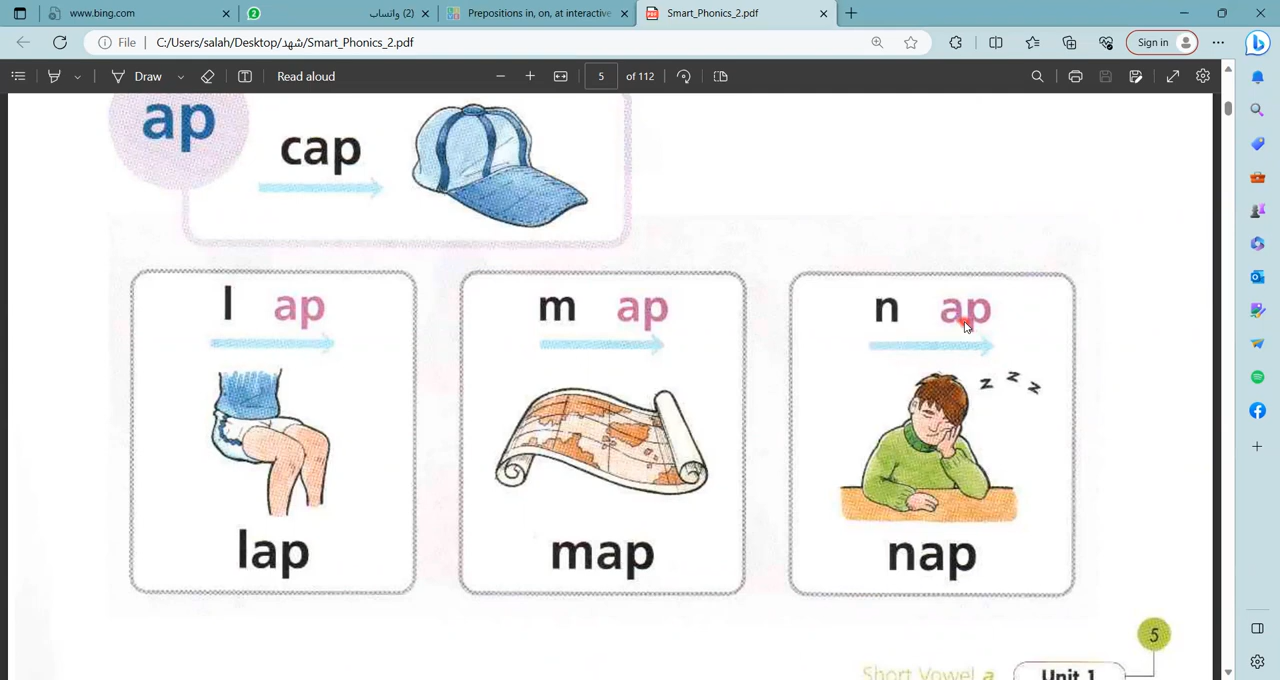 www.bing.com
2
(2) واتساب
Prepositions in, on, at interactive
Smart_Phonics_2.pdf
File
C:/Users/salah/Desktop/شهد/Smart_Phonics_2.pdf
Sign in
Draw
Read aloud
5
of 112
ap
cap
l ap
m ap
n ap
z z z
lap
map
nap
5
Short Vowel a
Unit 1